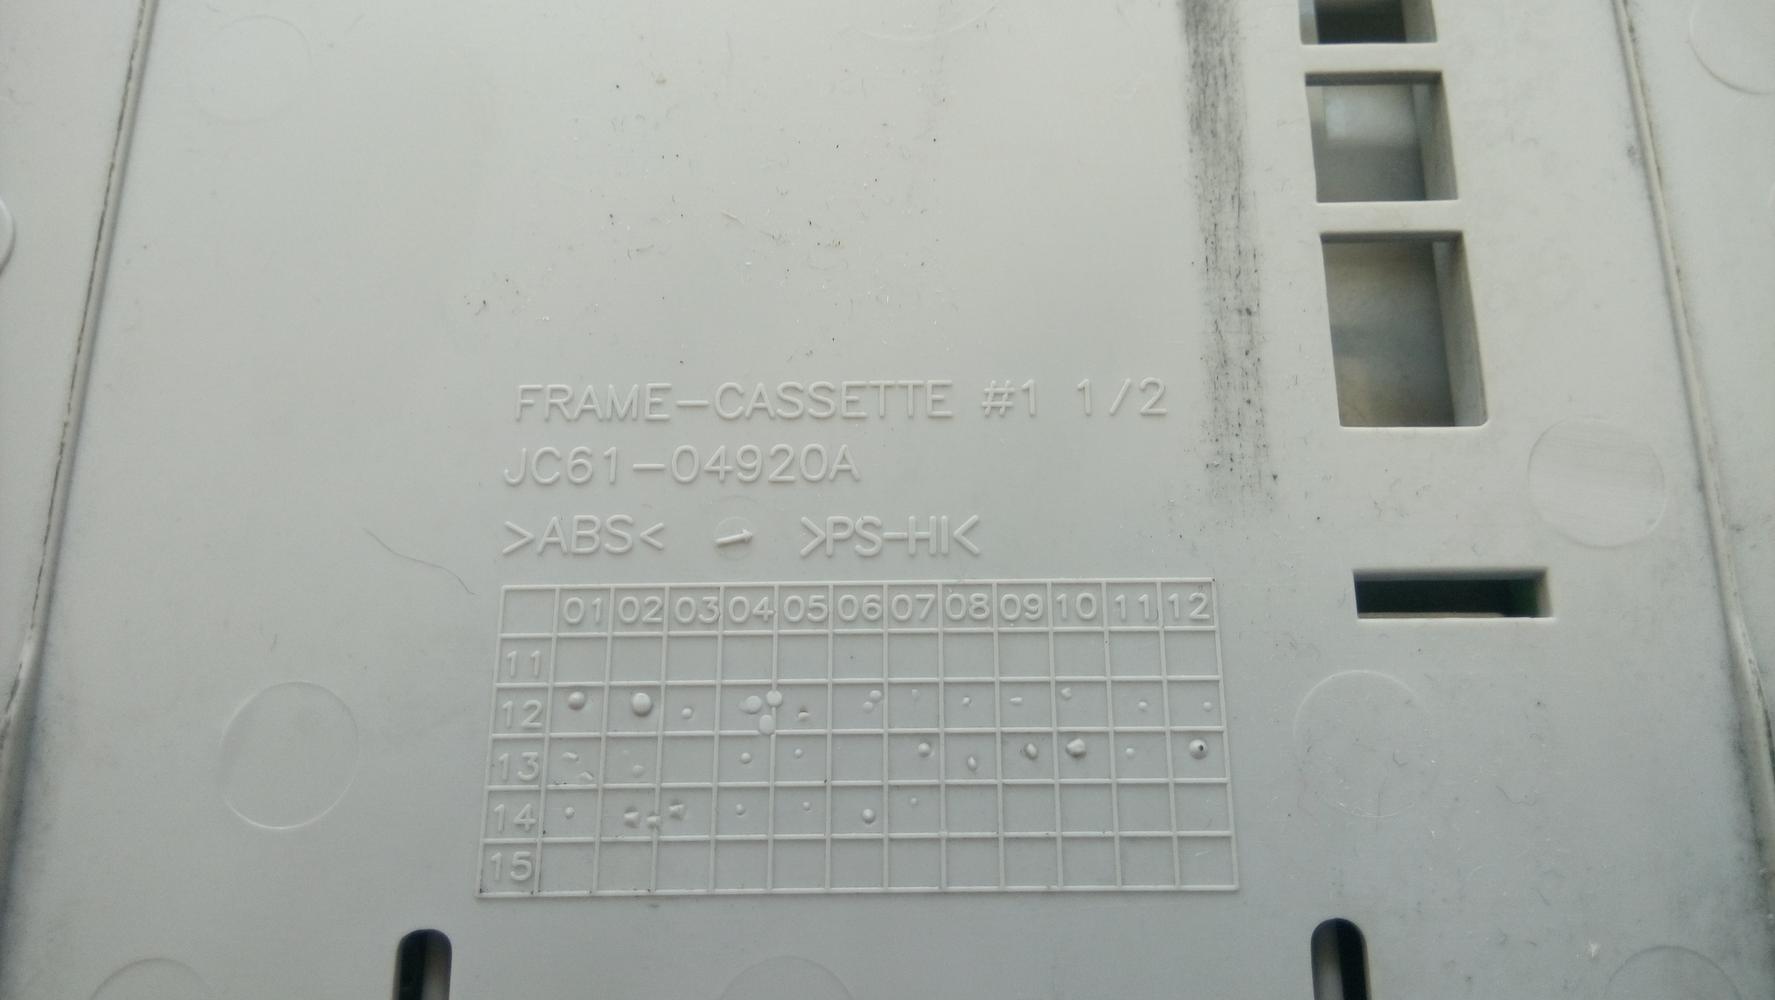 FRAME-CASSETTE #1 1/2
JC61-04920A
>ABS< >PS-HI<
01 02 03 04 05 06 07 08 09 10 11 12
11
12
13
14
15